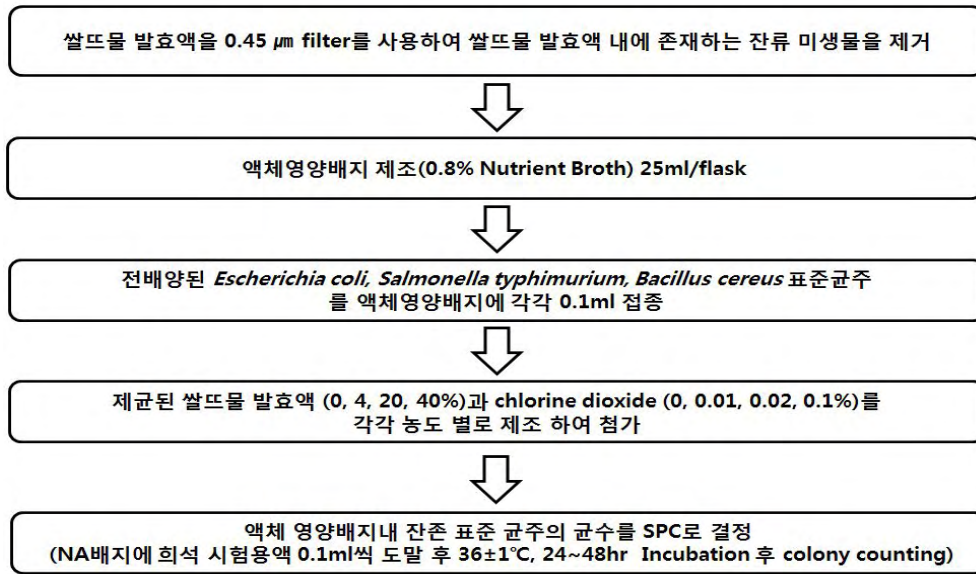 쌀뜨물 발효액을 0.45 ㎛ filter를 사용하여 쌀뜨물 발효액 내에 존재하는 잔류 미생물을 제거
액체영양배지 제조(0.8% Nutrient Broth) 25ml/flask
전배양된 Escherichia coli, Salmonella typhimurium, Bacillus cereus 표준균주
를 액체영양배지에 각각 0.1ml 접종
제균된 쌀뜨물 발효액 (0, 4, 20, 40%)과 chlorine dioxide (0, 0.01, 0.02, 0.1%)를
각각 농도 별로 제조 하여 첨가
액체 영양배지내 잔존 표준 균주의 균수를 SPC로 결정
(NA배지에 희석 시험용액 0.1ml씩 도말 후 36±1℃, 24~48hr Incubation 후 colony counting)